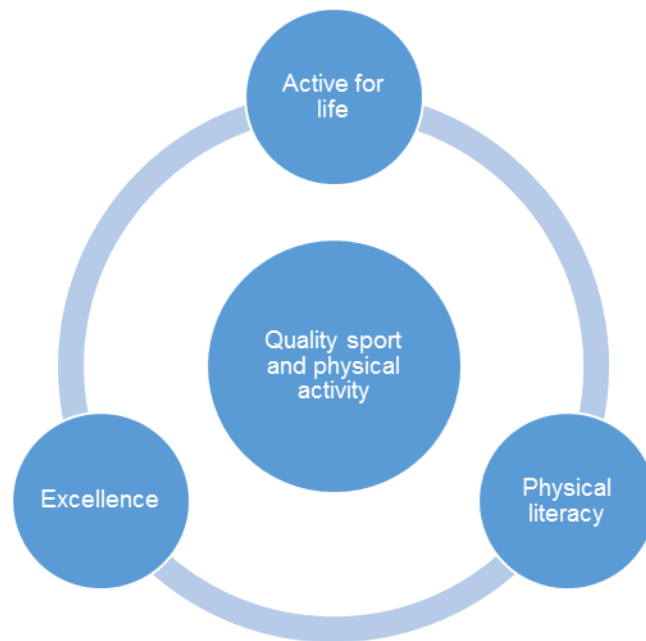 Active for
life
Quality sport
and physical
activity
Excellence
Physical
literacy